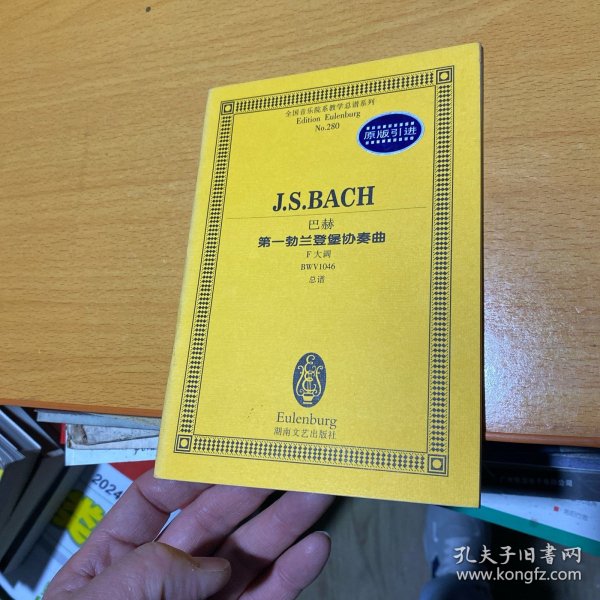 全国音乐院系教学总谱系列
Edition Eulenburg
No.280
原版引进
J.S.BACH
巴赫
第一勃兰登堡协奏曲
F 大调
BWV1046
总谱
Eulenburg
湖南文艺出版社
2024
孔夫子旧书网
www.kongfz.com